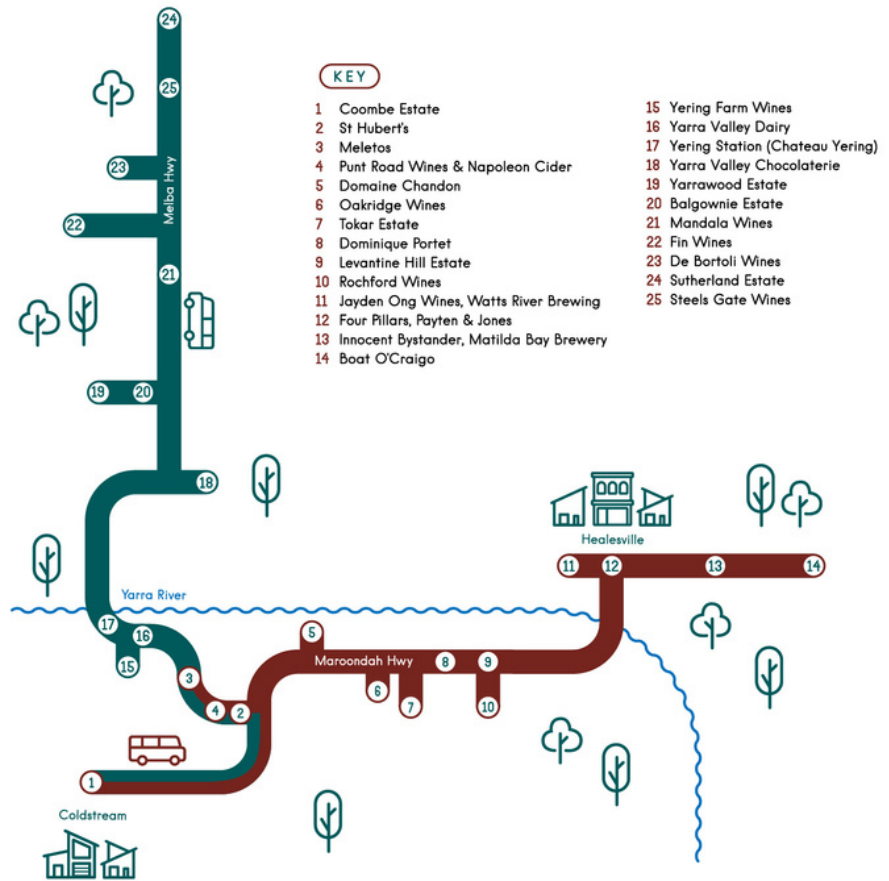 KEY
1 Coombe Estate
2 St Hubert's
3 Meletos
4 Punt Road Wines & Napoleon Cider
5 Domaine Chandon
6 Oakridge Wines
7 Tokar Estate
8 Dominique Portet
9 Levantine Hill Estate
10 Rochford Wines
11 Jayden Ong Wines, Watts River Brewing
12 Four Pillars, Payten & Jones
13 Innocent Bystander, Matilda Bay Brewery
14 Boat O'Craigo
15 Yering Farm Wines
16 Yarra Valley Dairy
17 Yering Station (Chateau Yering)
18 Yarra Valley Chocolaterie
19 Yarrawood Estate
20 Balgownie Estate
21 Mandala Wines
22 Fin Wines
23 De Bortoli Wines
24 Sutherland Estate
25 Steels Gate Wines
24
25
23
Melba Hwy
22
21
19 20
18
Healesville
11 12 13 14
Yarra River
17
16
15
5
Maroondah Hwy
8 9
3
6
7
10
4 2
1
Coldstream